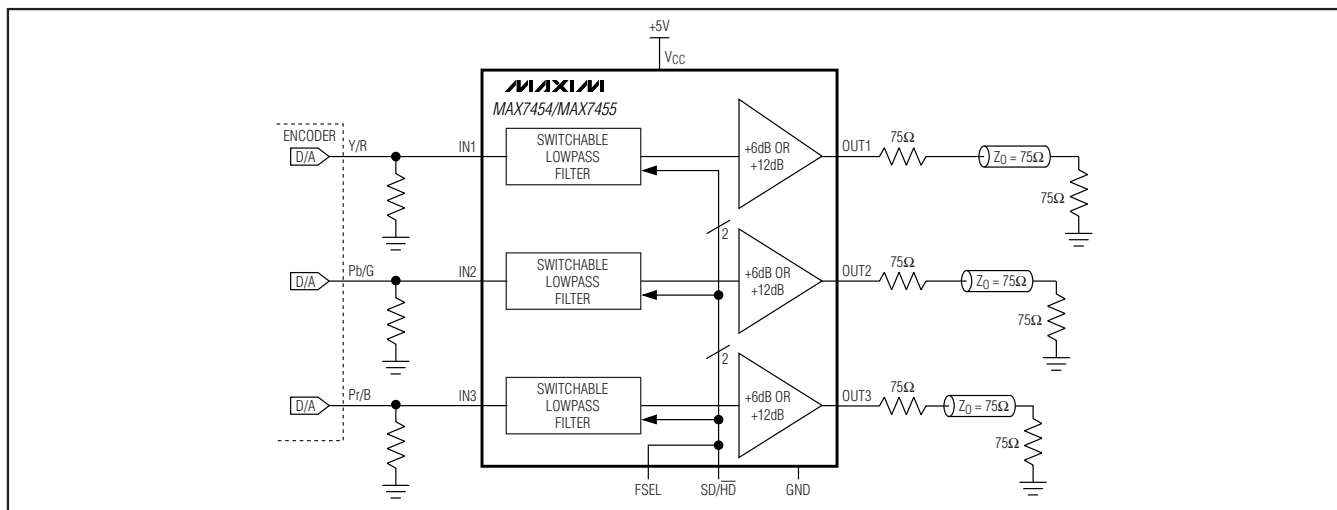 +5V
VCC
MAXIM
MAX7454/MAX7455
ENCODER
D/A
Y/R
IN1
SWITCHABLE
LOWPASS
FILTER
+6dB OR
+12dB
OUT1
75Ω
Z0 = 75Ω
75Ω
2
D/A
Pb/G
IN2
SWITCHABLE
LOWPASS
FILTER
+6dB OR
+12dB
OUT2
75Ω
Z0 = 75Ω
75Ω
2
D/A
Pr/B
IN3
SWITCHABLE
LOWPASS
FILTER
+6dB OR
+12dB
OUT3
75Ω
Z0 = 75Ω
75Ω
FSEL
SD/H̅D̅
GND